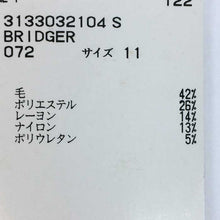 122
3133032104 S
BRIDGER
072 サイズ 11
毛 42%
ポリエステル 26%
レーヨン 14%
ナイロン 13%
ポリウレタン 5%